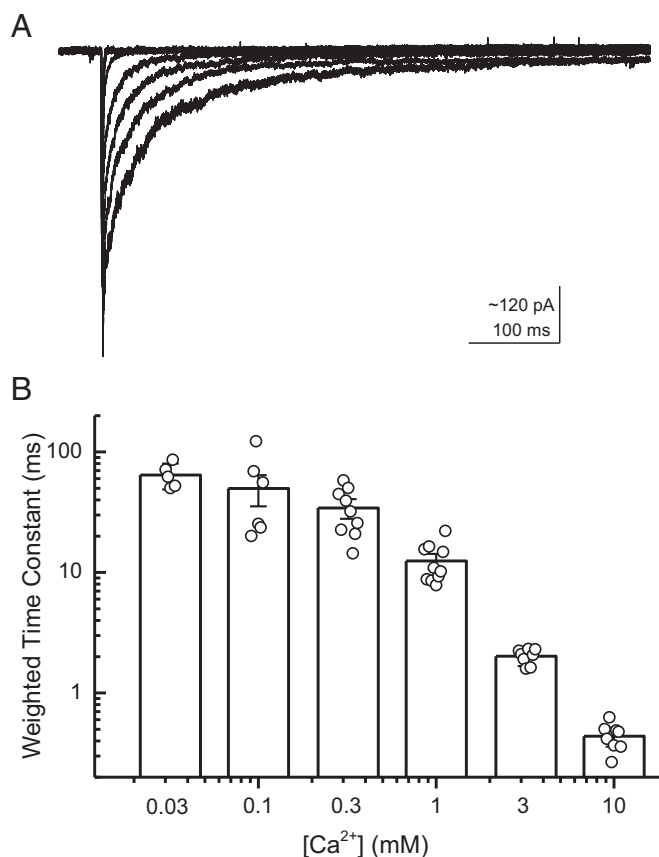 A
~120 pA
100 ms
B
Weighted Time Constant (ms)
100
10
1
0.03 0.1 0.3 1 3 10
[Ca²⁺] (mM)